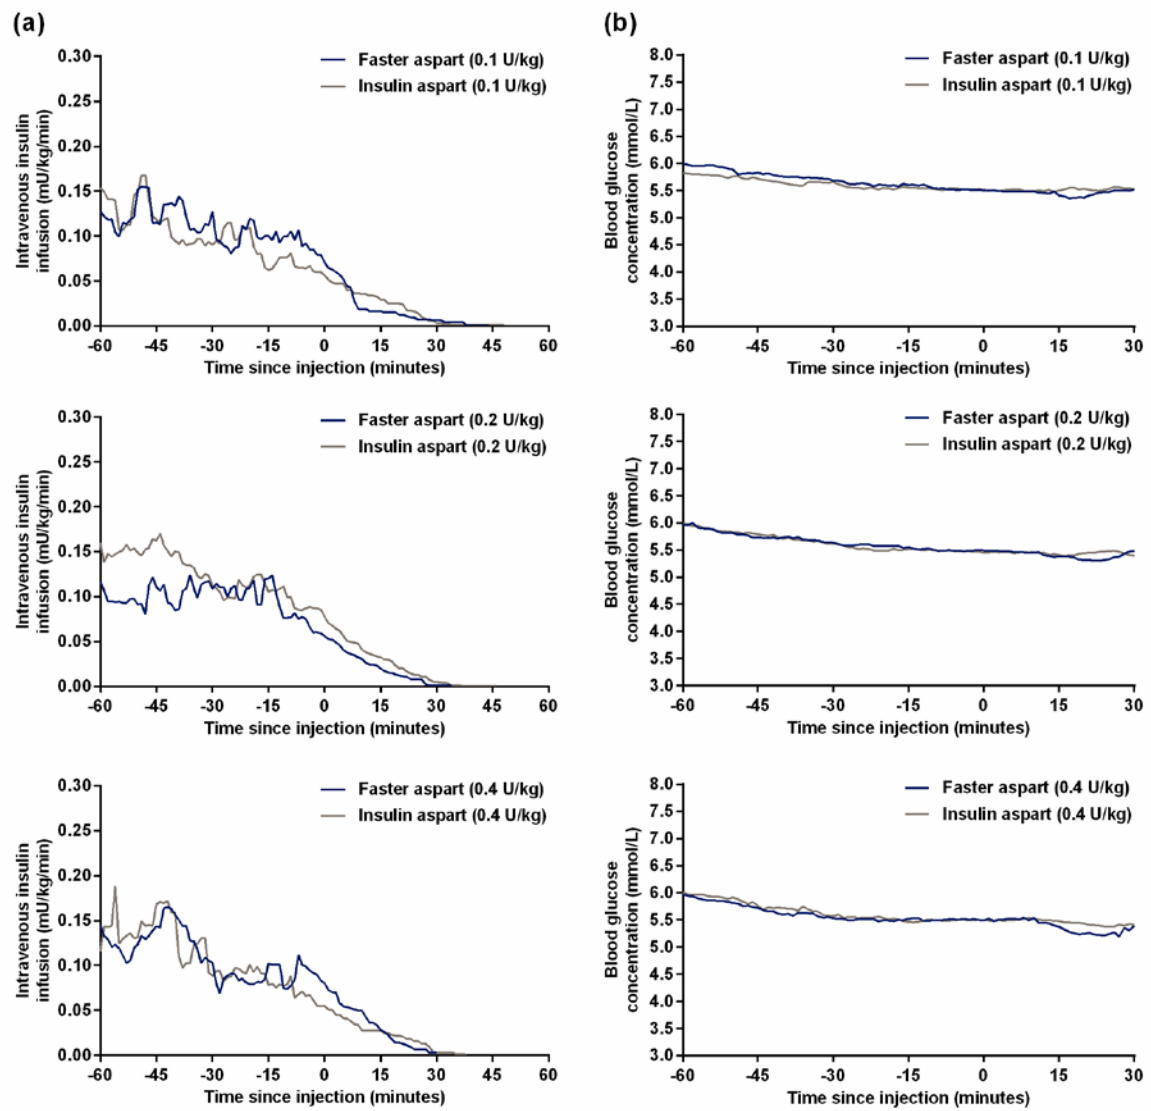 (a)
0.30
0.25
0.20
0.15
0.10
0.05
0.00
-60 -45 -30 -15 0 15 30 45 60
Time since injection (minutes)
Intravenous insulin
infusion (mU/kg/min)
Faster aspart (0.1 U/kg)
Insulin aspart (0.1 U/kg)
(b)
8.0
7.5
7.0
6.5
6.0
5.5
5.0
4.5
4.0
3.5
3.0
-60 -45 -30 -15 0 15 30
Time since injection (minutes)
Blood glucose
concentration (mmol/L)
Faster aspart (0.1 U/kg)
Insulin aspart (0.1 U/kg)
0.30
0.25
0.20
0.15
0.10
0.05
0.00
-60 -45 -30 -15 0 15 30 45 60
Time since injection (minutes)
Intravenous insulin
infusion (mU/kg/min)
Faster aspart (0.2 U/kg)
Insulin aspart (0.2 U/kg)
8.0
7.5
7.0
6.5
6.0
5.5
5.0
4.5
4.0
3.5
3.0
-60 -45 -30 -15 0 15 30
Time since injection (minutes)
Blood glucose
concentration (mmol/L)
Faster aspart (0.2 U/kg)
Insulin aspart (0.2 U/kg)
0.30
0.25
0.20
0.15
0.10
0.05
0.00
-60 -45 -30 -15 0 15 30 45 60
Time since injection (minutes)
Intravenous insulin
infusion (mU/kg/min)
Faster aspart (0.4 U/kg)
Insulin aspart (0.4 U/kg)
8.0
7.5
7.0
6.5
6.0
5.5
5.0
4.5
4.0
3.5
3.0
-60 -45 -30 -15 0 15 30
Time since injection (minutes)
Blood glucose
concentration (mmol/L)
Faster aspart (0.4 U/kg)
Insulin aspart (0.4 U/kg)